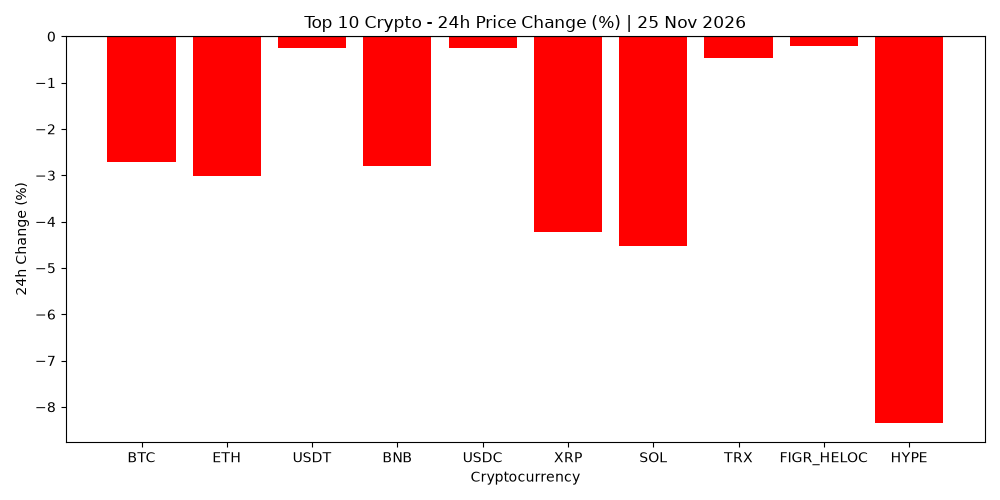 Top 10 Crypto - 24h Price Change (%) | 25 Nov 2026
24h Change (%)
0
−1
−2
−3
−4
−5
−6
−7
−8
BTC ETH USDT BNB USDC XRP SOL TRX FIGR_HELOC HYPE
Cryptocurrency